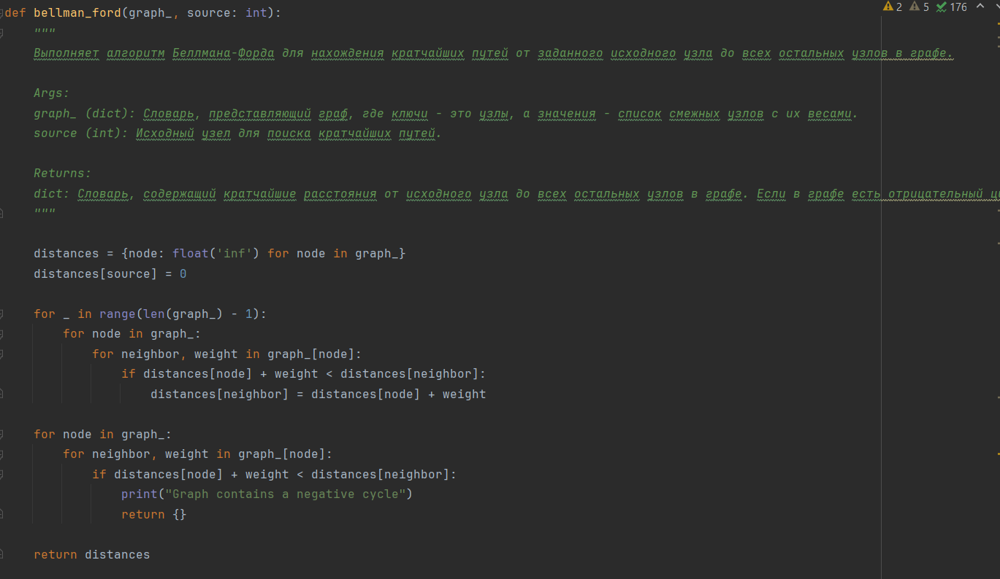 def bellman_ford(graph_, source: int):
2 5 176
"""
Выполняет алгоритм Беллмана-Форда для нахождения кратчайших путей от заданного исходного узла до всех остальных узлов в графе.
Args:
graph_ (dict): Словарь, представляющий граф, где ключи - это узлы, а значения - список смежных узлов с их весами.
source (int): Исходный узел для поиска кратчайших путей.
Returns:
dict: Словарь, содержащий кратчайшие расстояния от исходного узла до всех остальных узлов в графе. Если в графе есть отрицательный
"""
distances = {node: float('inf') for node in graph_}
distances[source] = 0
for _ in range(len(graph_) - 1):
for node in graph_:
for neighbor, weight in graph_[node]:
if distances[node] + weight < distances[neighbor]:
distances[neighbor] = distances[node] + weight
for node in graph_:
for neighbor, weight in graph_[node]:
if distances[node] + weight < distances[neighbor]:
print("Graph contains a negative cycle")
return {}
return distances